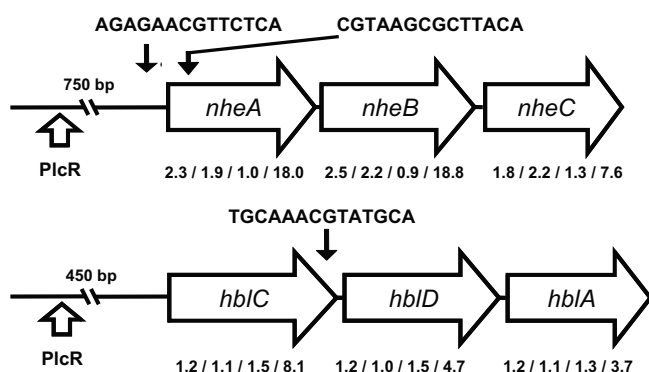 AGAGAACGTTCTCA CGTAAGCGCTTACA
750 bp
nheA nheB nheC
PlcR
2.3 / 1.9 / 1.0 / 18.0 2.5 / 2.2 / 0.9 / 18.8 1.8 / 2.2 / 1.3 / 7.6
TGCAAACGTATGCA
450 bp
hblC hblD hblA
PlcR
1.2 / 1.1 / 1.5 / 8.1 1.2 / 1.0 / 1.5 / 4.7 1.2 / 1.1 / 1.3 / 3.7